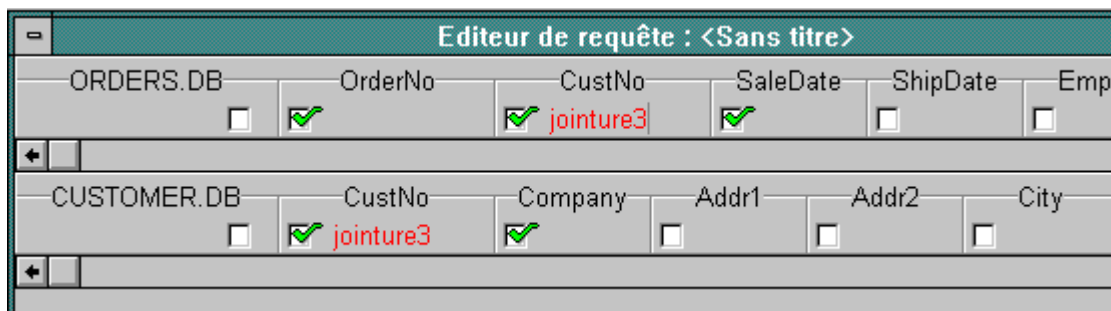 Editeur de requête : <Sans titre>
ORDERS.DB OrderNo CustNo SaleDate ShipDate Emp
jointure3
CUSTOMER.DB CustNo Company Addr1 Addr2 City
jointure3